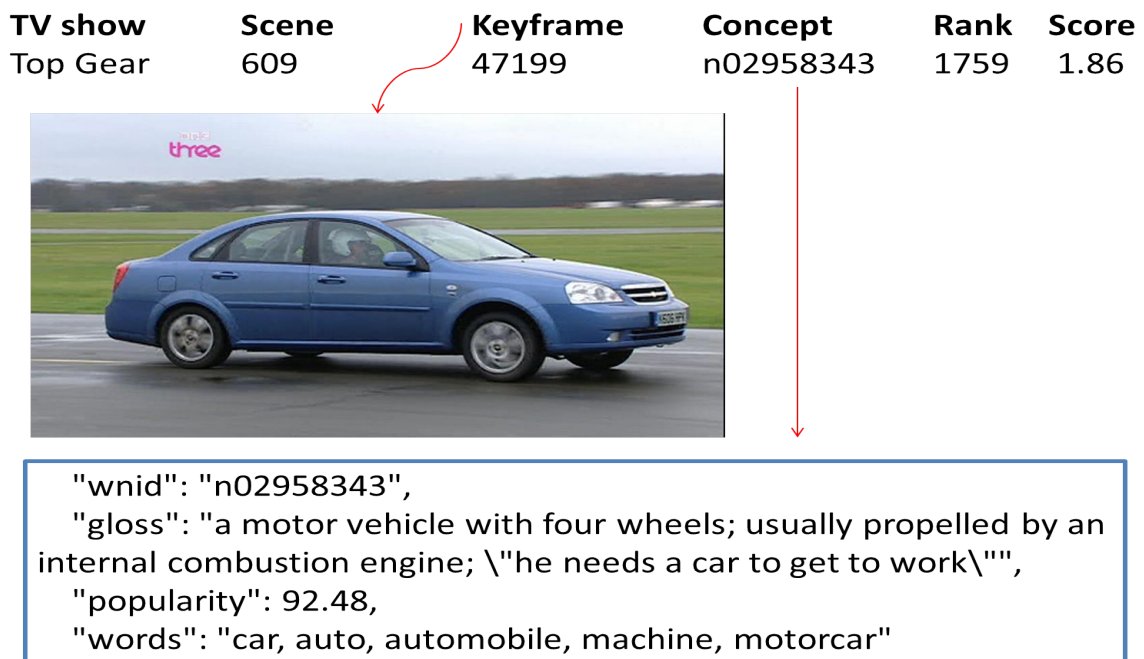 TV show Scene Keyframe Concept Rank Score
Top Gear 609 47199 n02958343 1759 1.86
three
"wnid": "n02958343",
"gloss": "a motor vehicle with four wheels; usually propelled by an
internal combustion engine; \"he needs a car to get to work\"",
"popularity": 92.48,
"words": "car, auto, automobile, machine, motorcar"